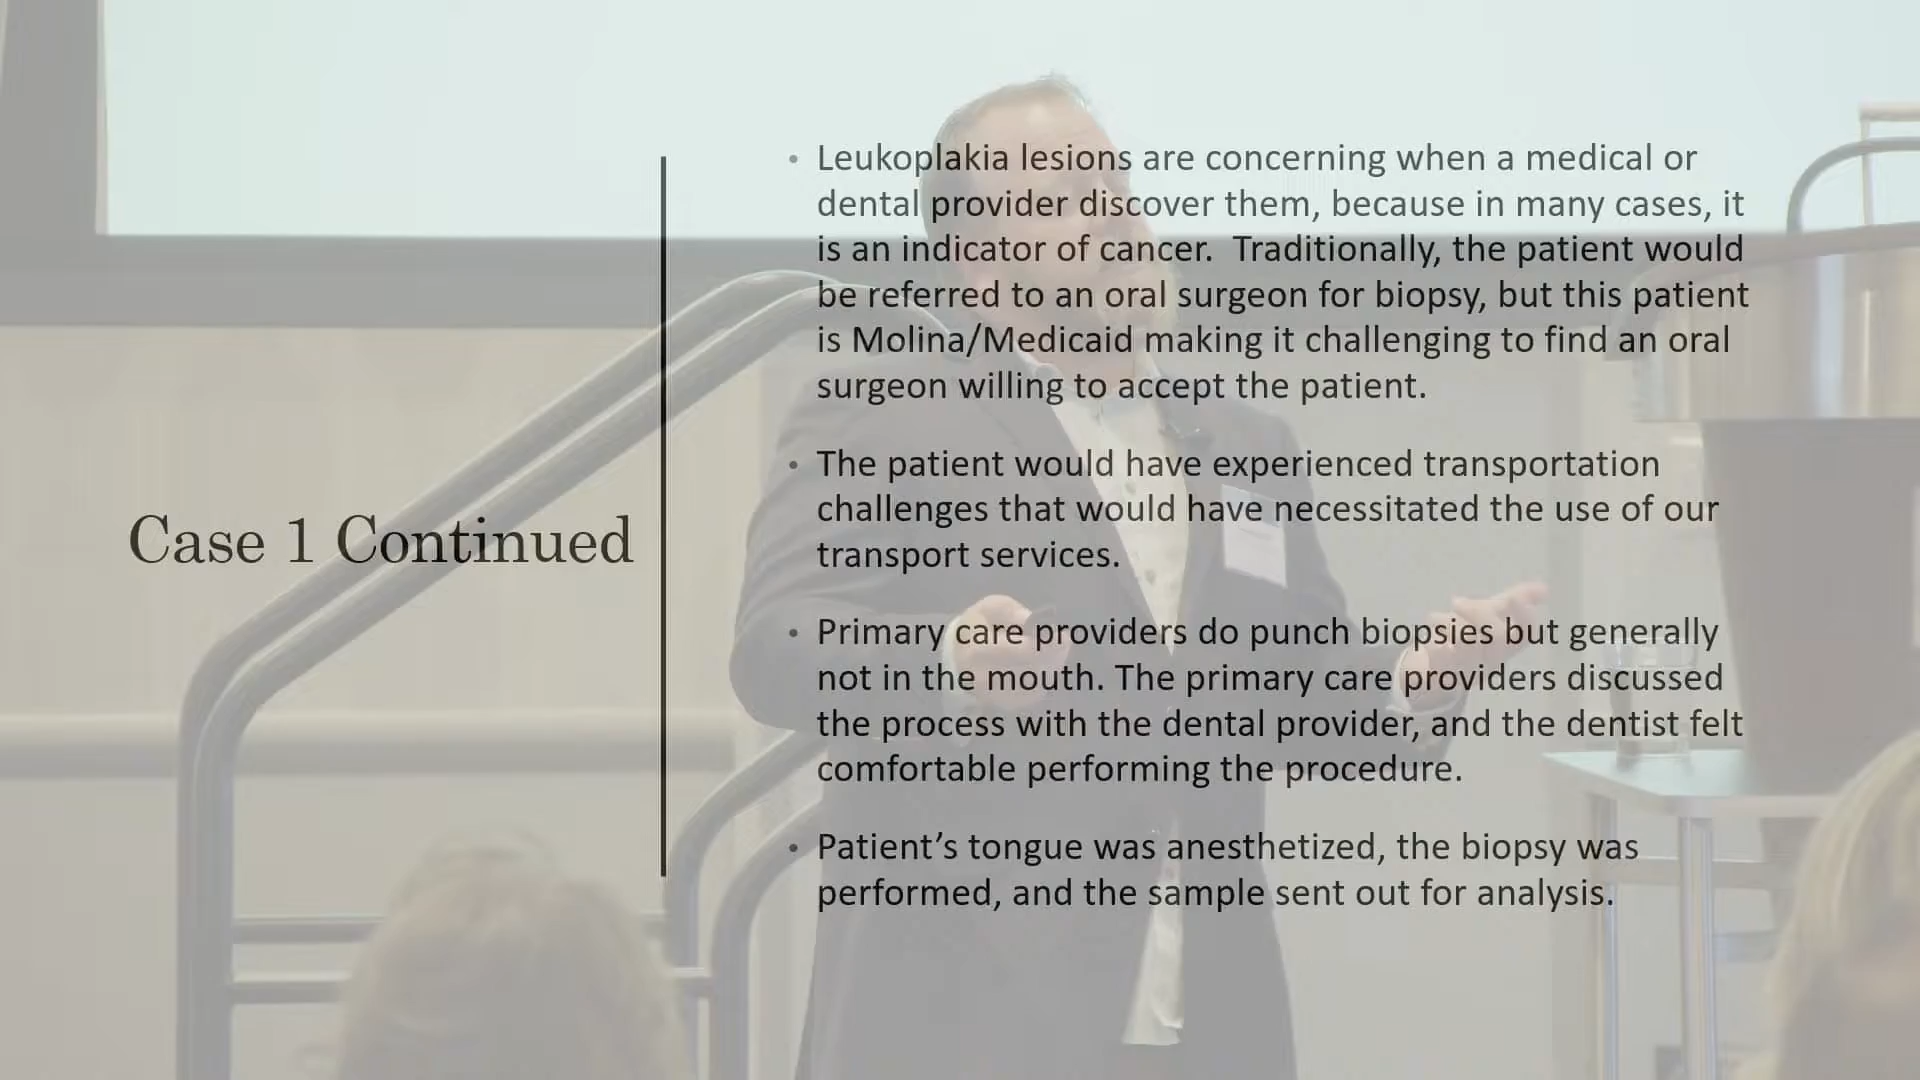 Case 1 Continued
• Leukoplakia lesions are concerning when a medical or
dental provider discover them, because in many cases, it
is an indicator of cancer.  Traditionally, the patient would
be referred to an oral surgeon for biopsy, but this patient
is Molina/Medicaid making it challenging to find an oral
surgeon willing to accept the patient.
• The patient would have experienced transportation
challenges that would have necessitated the use of our
transport services.
• Primary care providers do punch biopsies but generally
not in the mouth. The primary care providers discussed
the process with the dental provider, and the dentist felt
comfortable performing the procedure.
• Patient’s tongue was anesthetized, the biopsy was
performed, and the sample sent out for analysis.